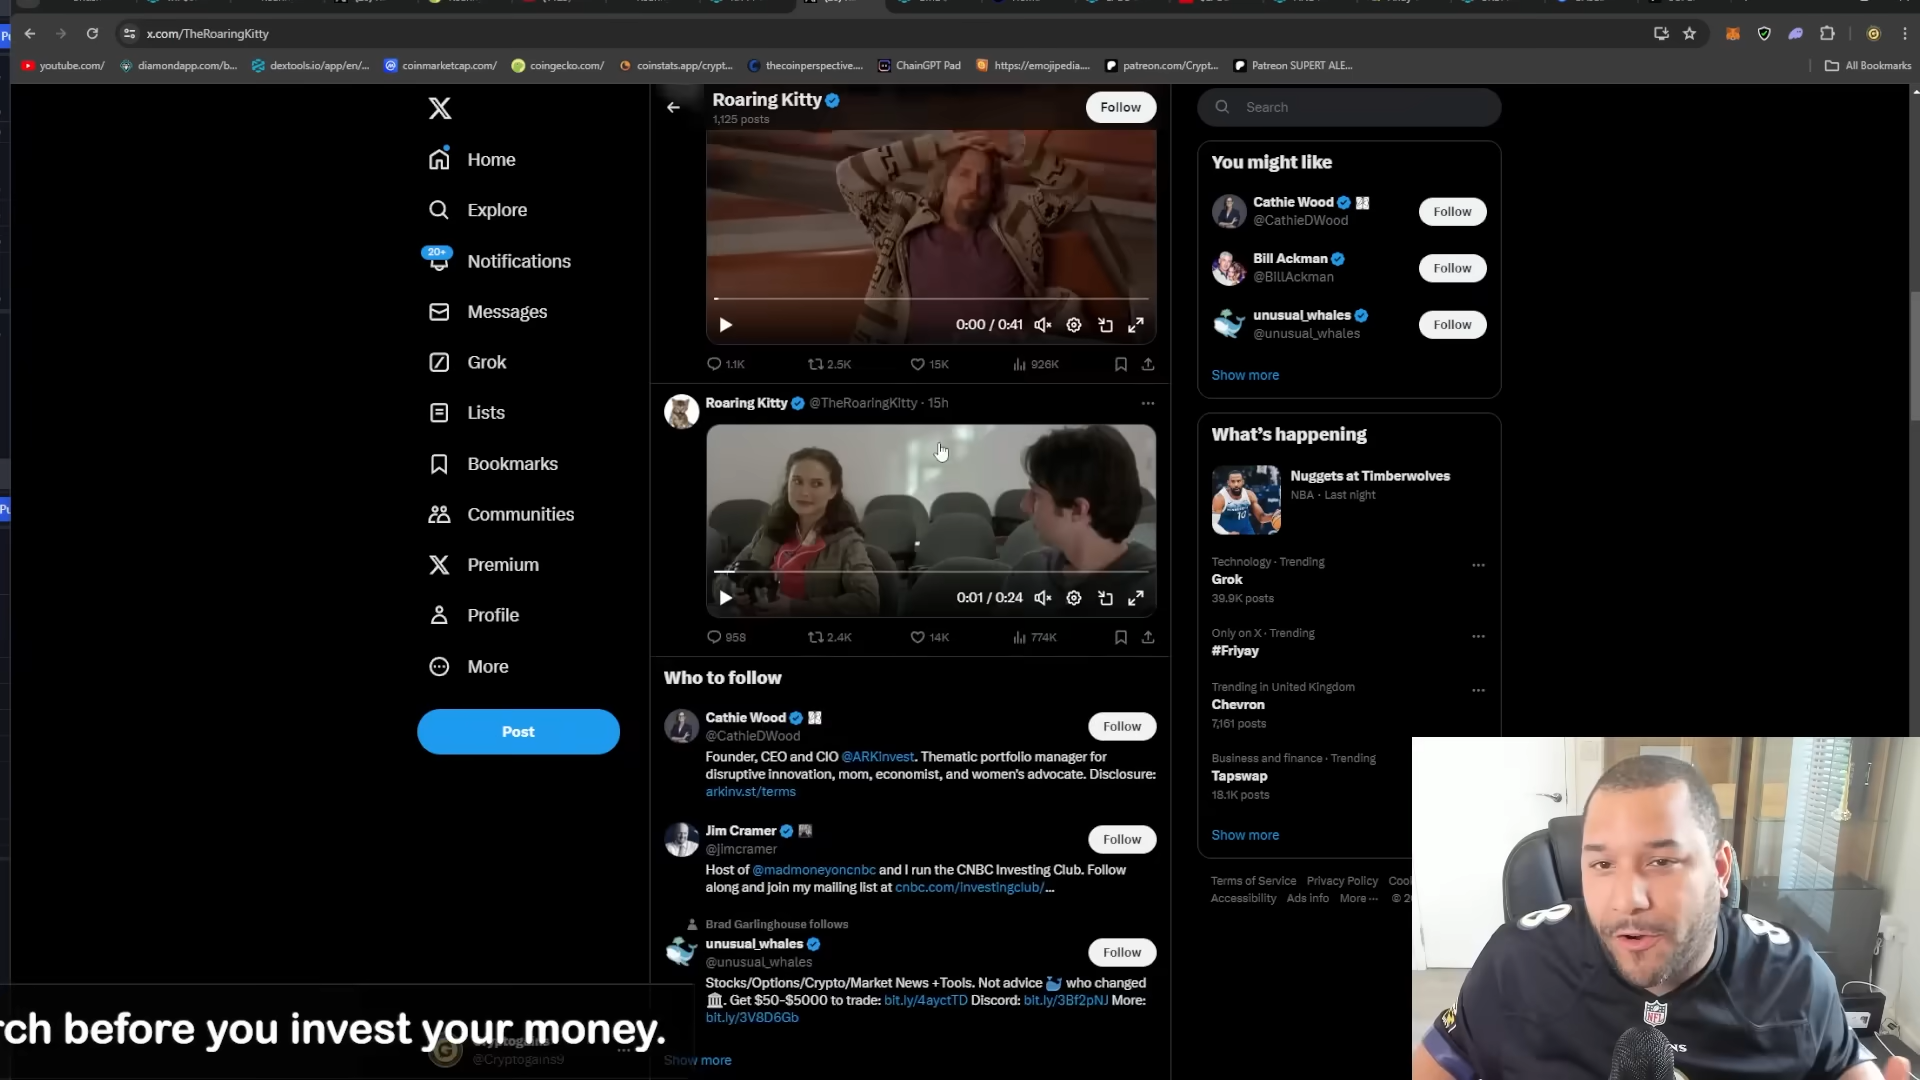 x.com/TheRoaringKitty
youtube.com/
diamondapp.com/b...
dextools.io/app/en/...
coinmarketcap.com/
coingecko.com/
coinstats.app/crypt...
thecoinperspective....
ChainGPT Pad
https://emojipedia....
patreon.com/Crypt...
Patreon SUPERT ALE...
All Bookmarks
Home
Explore
20+
Notifications
Messages
Grok
Lists
Bookmarks
Communities
Premium
Profile
More
Post
Roaring Kitty
1,125 posts
Follow
0:00 / 0:41
1.1K
2.5K
15K
926K
Roaring Kitty @TheRoaringKitty · 15h
0:01 / 0:24
958
2.4K
14K
774K
Who to follow
Cathie Wood
@CathieDWood
Follow
Founder, CEO and CIO @ARKinvest. Thematic portfolio manager for
disruptive innovation, mom, economist, and women's advocate. Disclosure:
arkinv.st/terms
Jim Cramer
@jimcramer
Follow
Host of @madmoneyoncnbc and I run the CNBC Investing Club. Follow
along and join my mailing list at cnbc.com/investingclub/...
Brad Garlinghouse follows
unusual_whales
@unusual_whales
Follow
Stocks/Options/Crypto/Market News +Tools. Not advice who changed
. Get $50-$5000 to trade: bit.ly/4ayctTD Discord: bit.ly/3Bf2pNJ More:
bit.ly/3V8D6Gb
Show more
Search
You might like
Cathie Wood
@CathieDWood
Follow
Bill Ackman
@BillAckman
Follow
unusual_whales
@unusual_whales
Follow
Show more
What's happening
Nuggets at Timberwolves
NBA · Last night
Technology · Trending
Grok
39.9K posts
Only on X · Trending
#Friyay
Trending in United Kingdom
Chevron
7,161 posts
Business and finance · Trending
Tapswap
18.1K posts
Show more
Terms of Service Privacy Policy
Accessibility Ads info More ···
rch before you invest your money.
Cryptogains
@Cryptogains9
NFL